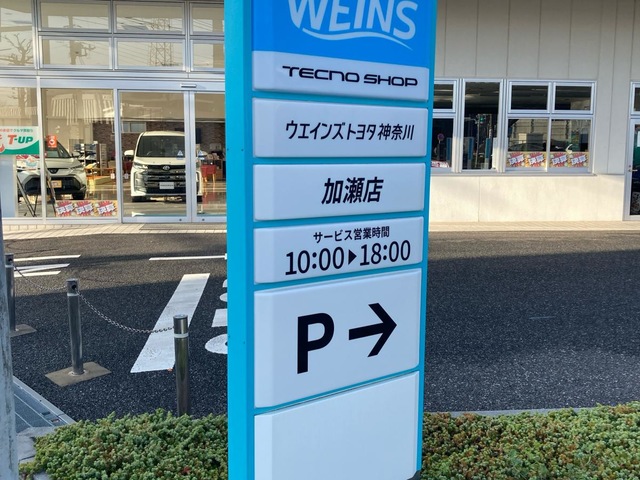 WEINS
TECNO SHOP
ウエインズトヨタ神奈川
加瀬店
サービス営業時間
10:00▶18:00
P→
T-UP